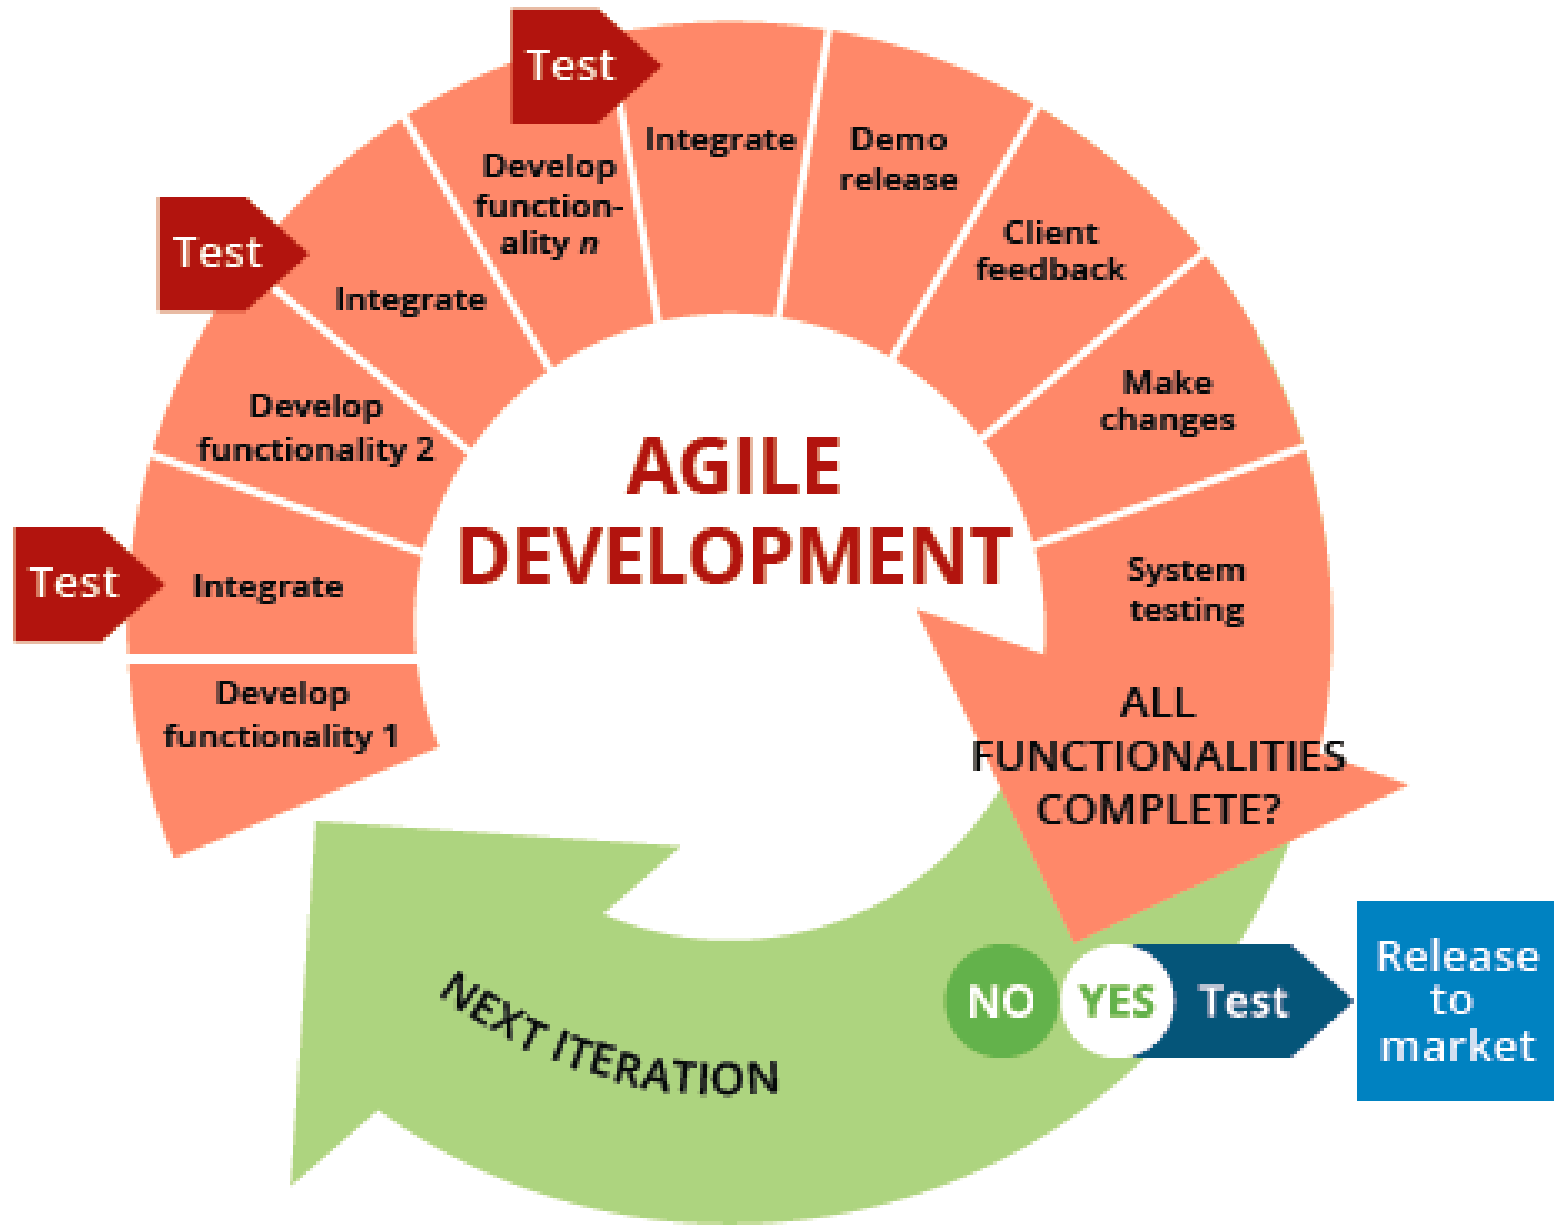 AGILE
DEVELOPMENT
Develop
functionality 1
Test
Integrate
Develop
functionality 2
Test
Integrate
Develop
function-
ality n
Test
Integrate
Demo
release
Client
feedback
Make
changes
System
testing
ALL
FUNCTIONALITIES
COMPLETE?
NO
YES
Test
Release
to
market
NEXT ITERATION